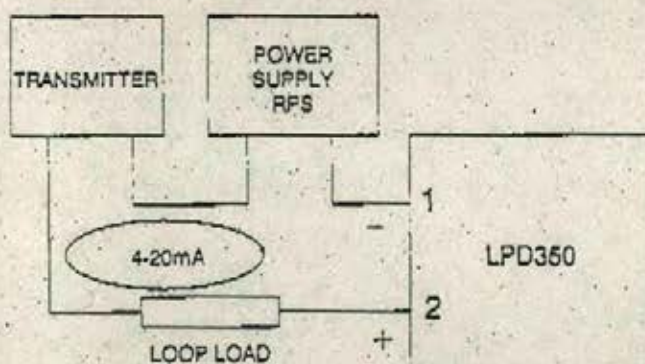 TRANSMITTER
POWER
SUPPLY
RPS
1
-
4-20mA
LPD350
2
+
LOOP LOAD